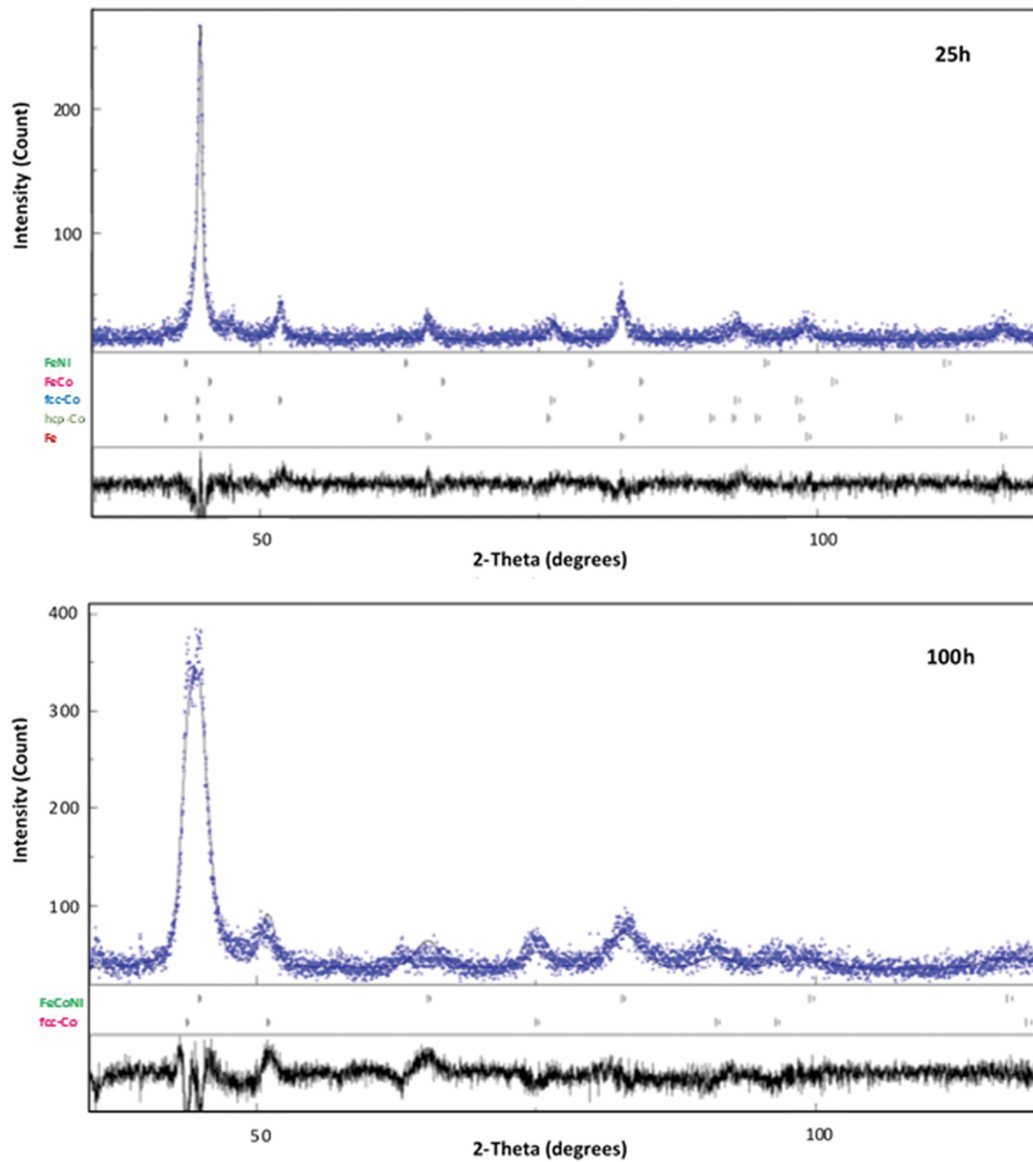 25h
Intensity (Count)
200
100
FeNi
FeCo
fcc-Co
hcp-Co
Fe
50
100
2-Theta (degrees)
400
100h
300
Intensity (Count)
200
100
FeCoNi
fcc-Co
50
100
2-Theta (degrees)